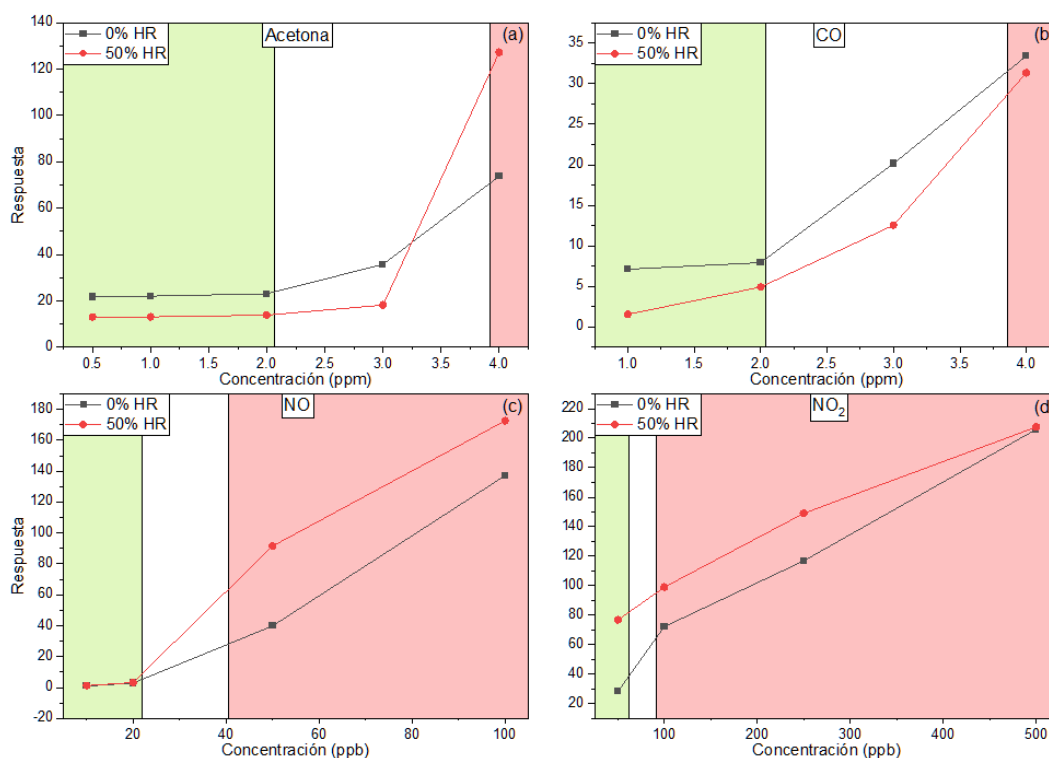 Acetona
(a)
0% HR
50% HR
140
120
100
80
60
40
20
0
Respuesta
0.5 1.0 1.5 2.0 2.5 3.0 3.5 4.0
Concentración (ppm)
CO
(b)
0% HR
50% HR
35
30
25
20
15
10
5
0
1.0 1.5 2.0 2.5 3.0 3.5 4.0
Concentración (ppm)
NO
(c)
0% HR
50% HR
180
160
140
120
100
80
60
40
20
0
-20
Respuesta
20 40 60 80 100
Concentración (ppb)
NO₂
(d)
0% HR
50% HR
220
200
180
160
140
120
100
80
60
40
20
100 200 300 400 500
Concentración (ppb)